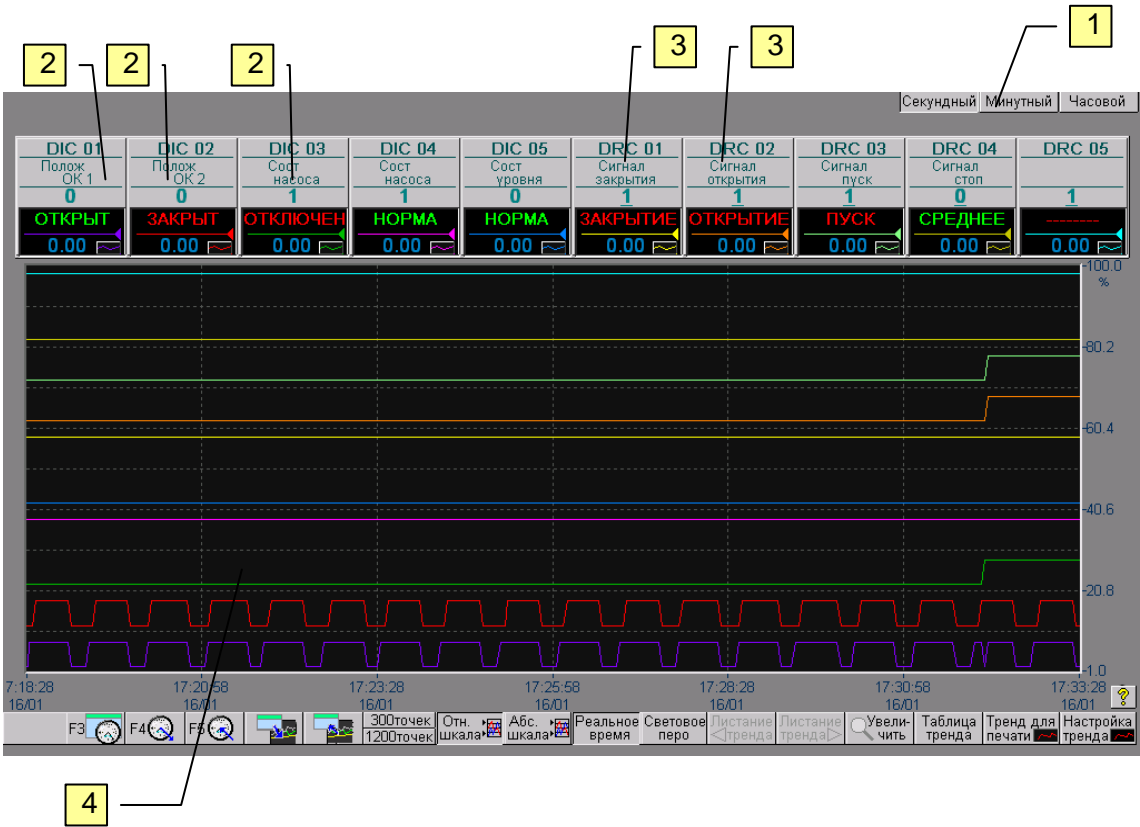 1
2 2 2 3 3
Секундный Минутный Часовой
DIC 01 DIC 02 DIC 03 DIC 04 DIC 05 DRC 01 DRC 02 DRC 03 DRC 04 DRC 05
Полож Полож Сост Сост Сост Сигнал Сигнал Сигнал Сигнал
ОК 1 ОК 2 насоса насоса уровня закрытия открытия пуск стоп
0 0 1 1 0 1 1 1 0 1
ОТКРЫТ ЗАКРЫТ ОТКЛЮЧЕН НОРМА НОРМА ЗАКРЫТИЕ ОТКРЫТИЕ ПУСК СРЕДНЕЕ --------
0.00 0.00 0.00 0.00 0.00 0.00 0.00 0.00 0.00 0.00
-100.0
%
-80.2
-60.4
-40.6
-20.8
-1.0
7:18:28 17:20:58 17:23:28 17:25:58 17:28:28 17:30:58 17:33:28
16/01 16/01 16/01 16/01 16/01 16/01 16/01
?
F3 F4 F5 300точек Отн. Абс. Реальное Световое Листание Листание Увели- Таблица Тренд для Настройка
1200точек шкала шкала время перо тренда тренда чить тренда печати тренда
4